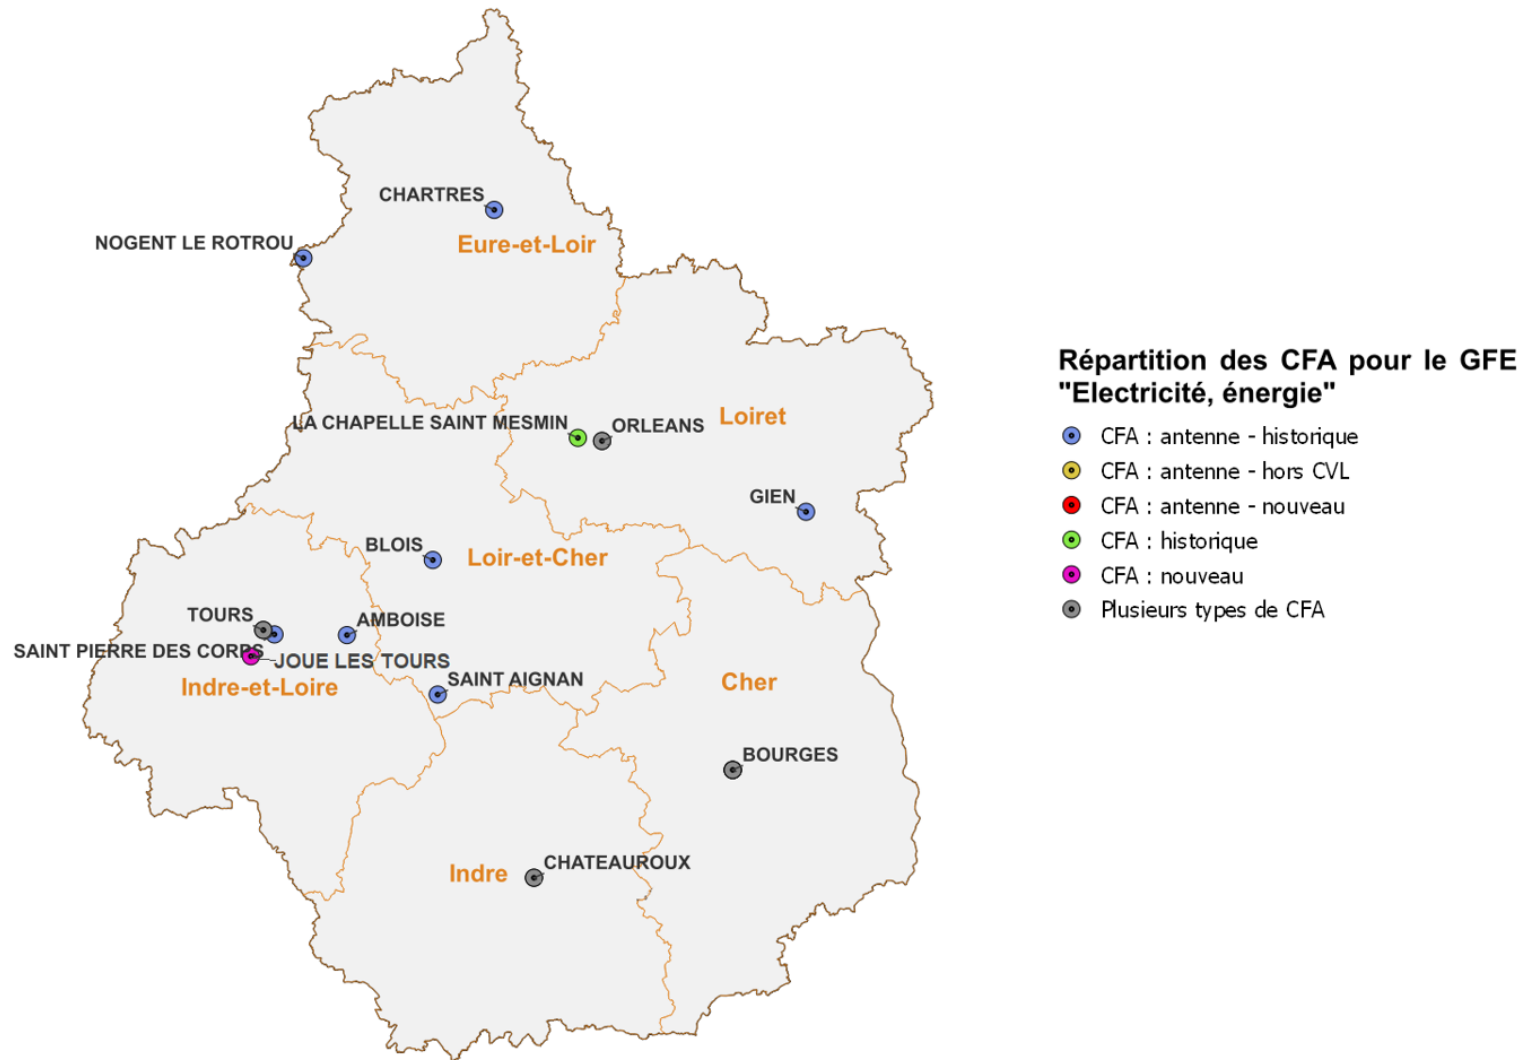 CHARTRES
NOGENT LE ROTROU
Eure-et-Loir
LA CHAPELLE SAINT MESMIN
ORLEANS
Loiret
GIEN
BLOIS
Loir-et-Cher
TOURS
AMBOISE
SAINT PIERRE DES CORPS
JOUE LES TOURS
Indre-et-Loire
SAINT AIGNAN
Cher
BOURGES
Indre
CHATEAUROUX
Répartition des CFA pour le GFE
"Electricité, énergie"
CFA : antenne - historique
CFA : antenne - hors CVL
CFA : antenne - nouveau
CFA : historique
CFA : nouveau
Plusieurs types de CFA